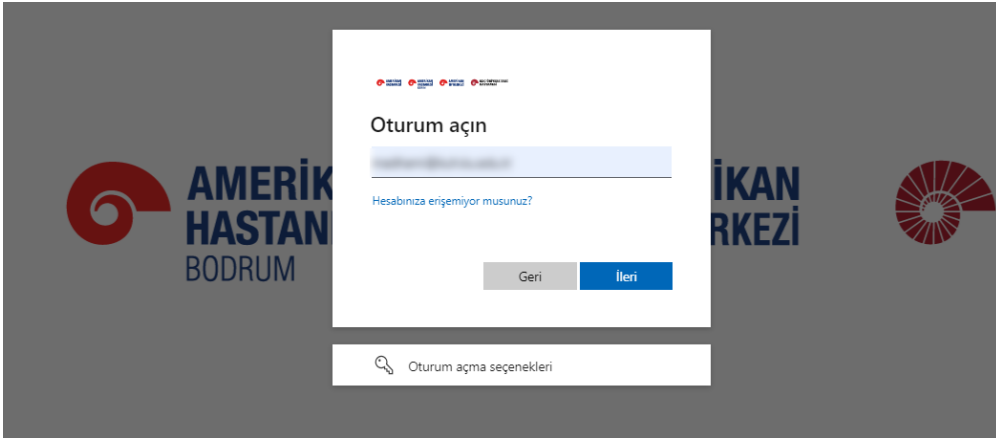 Oturum açın
Hesabınıza erişemiyor musunuz?
AMERİK
HASTAN
BODRUM
İKAN
RKEZİ
Geri
İleri
Oturum açma seçenekleri